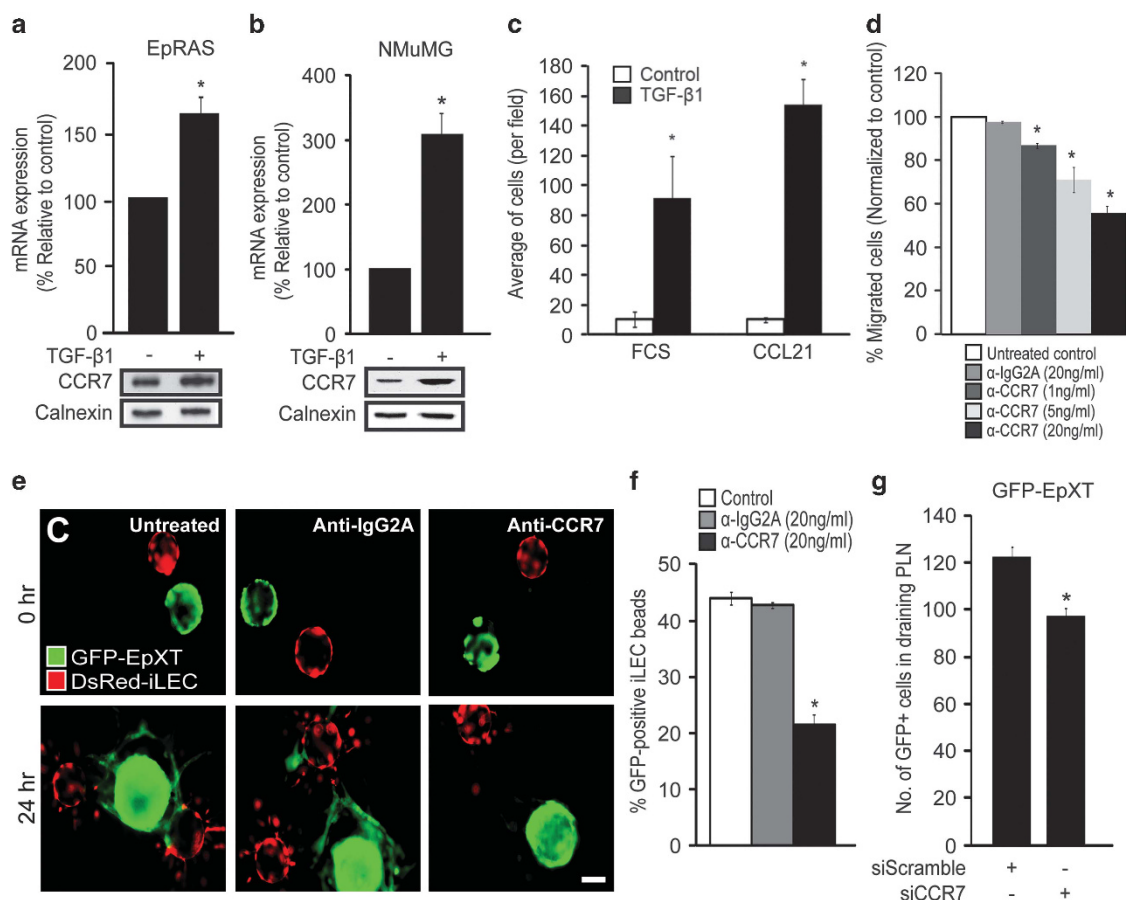 a
EpRAS
mRNA expression
(% Relative to control)
200
150
100
50
0
TGF-β1 - +
CCR7
Calnexin
*
b
NMuMG
mRNA expression
(% Relative to control)
400
300
200
100
0
TGF-β1 - +
CCR7
Calnexin
*
c
Average of cells (per field)
180
160
140
120
100
80
60
40
20
0
Control
TGF-β1
*
*
FCS CCL21
d
% Migrated cells (Normalized to control)
120
100
80
60
40
20
0
*
*
*
Untreated control
α-IgG2A (20ng/ml)
α-CCR7 (1ng/ml)
α-CCR7 (5ng/ml)
α-CCR7 (20ng/ml)
e
C Untreated Anti-IgG2A Anti-CCR7
0 hr
GFP-EpXT
DsRed-iLEC
24 hr
f
Control
α-IgG2A (20ng/ml)
α-CCR7 (20ng/ml)
% GFP-positive iLEC beads
50
40
30
20
10
0
*
g
GFP-EpXT
No. of GFP+ cells in draining PLN
140
120
100
80
60
40
20
0
*
siScramble + -
siCCR7 - +